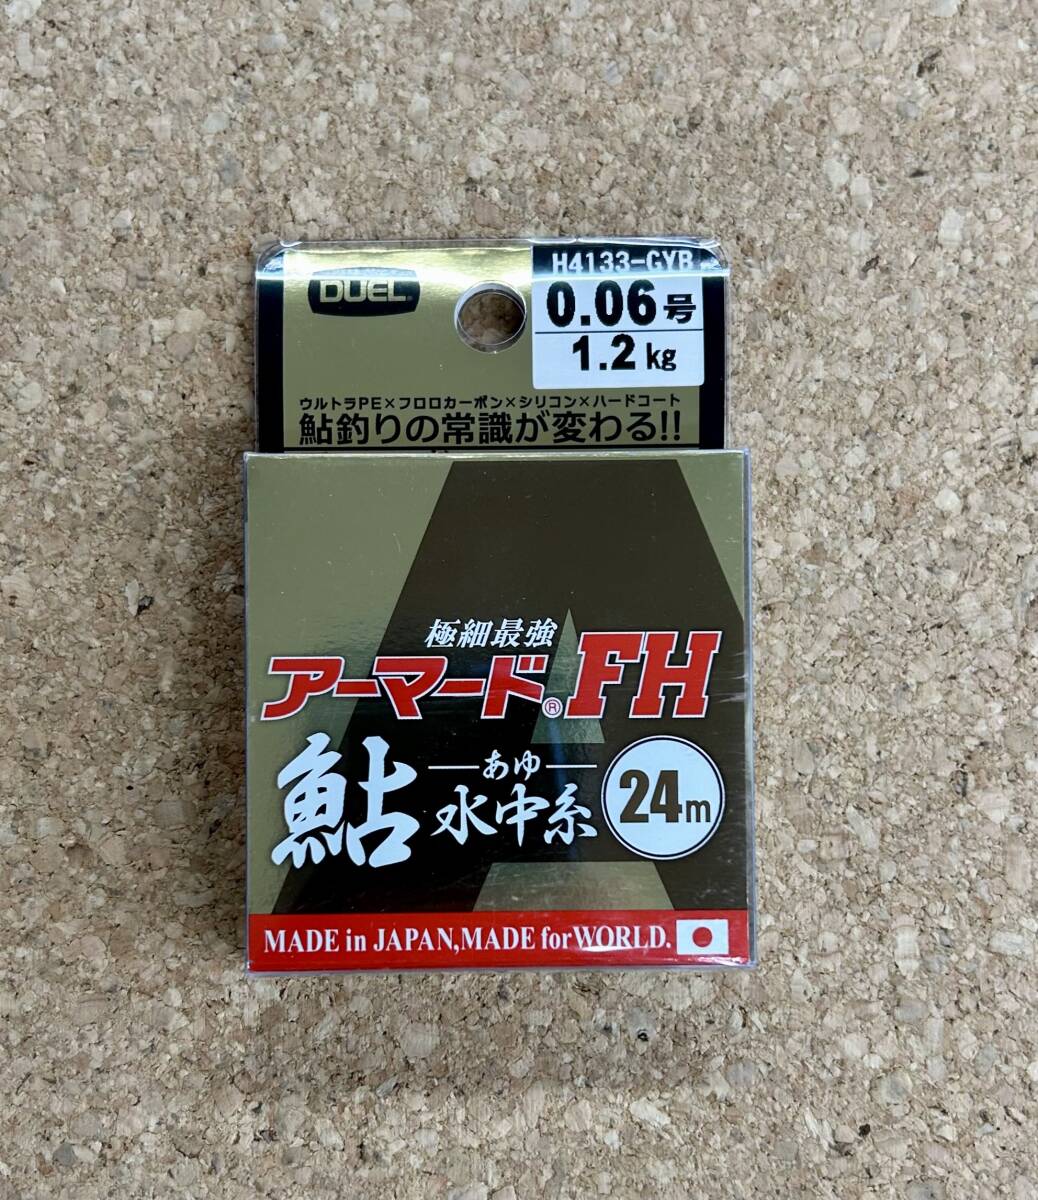 DUEL
H4133-CYB
0.06号
1.2kg
ウルトラPE×フロロカーボン×シリコン×ハードコート
鮎釣りの常識が変わる!!
極細最強
アーマード®FH
鮎
あゆ
水中糸
24m
MADE in JAPAN,MADE for WORLD.